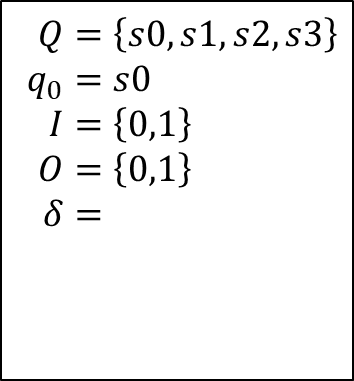 Q = {s0, s1, s2, s3}
q₀ = s0
I = {0,1}
O = {0,1}
δ =